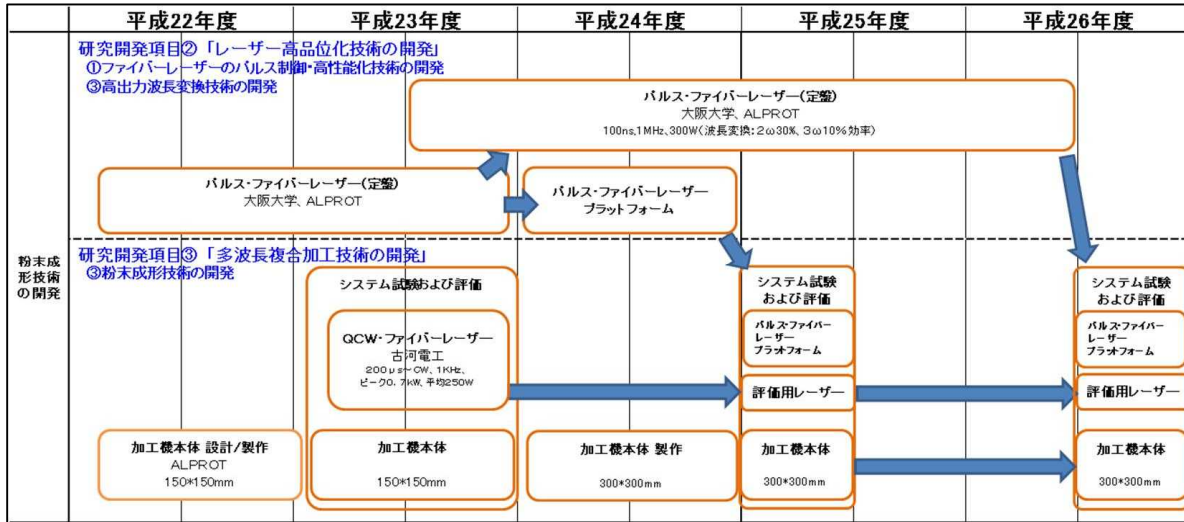 平成22年度
平成23年度
平成24年度
平成25年度
平成26年度
研究開発項目②「レーザー高品位化技術の開発」
①ファイバーレーザーのパルス制御・高性能化技術の開発
③高出力波長変換技術の開発
パルス・ファイバーレーザー(定盤)
大阪大学、ALPROT
100ns、1MHz、300W(波長変換：2ω30%、3ω10%効率)
パルス・ファイバーレーザー(定盤)
大阪大学、ALPROT
パルス・ファイバーレーザー
プラットフォーム
粉末成
形技術
の開発
研究開発項目③「多波長複合加工技術の開発」
③粉末成形技術の開発
システム試験および評価
QCW・ファイバーレーザー
古河電工
200μs～CW、1KHz、
ピーク0.7kW、平均250W
システム試験
および評価
パルス・ファイバー
レーザー
プラットフォーム
評価用レーザー
システム試験
および評価
パルス・ファイバー
レーザー
プラットフォーム
評価用レーザー
加工機本体 設計/製作
ALPROT
150*150mm
加工機本体
150*150mm
加工機本体 製作
300*300mm
加工機本体
300*300mm
加工機本体
300*300mm